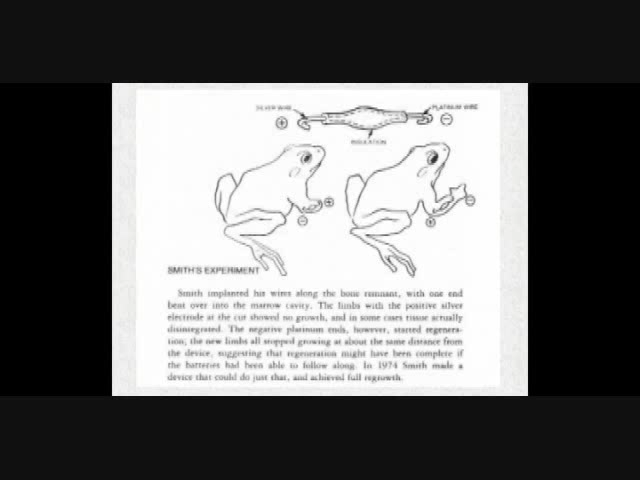 SILVER WIRE
PLATINUM WIRE
+
−
INSULATION
+
−
−
+
SMITH'S EXPERIMENT
Smith implanted his wires along the bone remnant, with one end
bent over into the marrow cavity. The limbs with the positive silver
electrode at the cut showed no growth, and in some cases tissue actually
disintegrated. The negative platinum ends, however, started regenera-
tion; the new limbs all stopped growing at about the same distance from
the device, suggesting that regeneration might have been complete if
the batteries had been able to follow along. In 1974 Smith made a
device that could do just that, and achieved full regrowth.